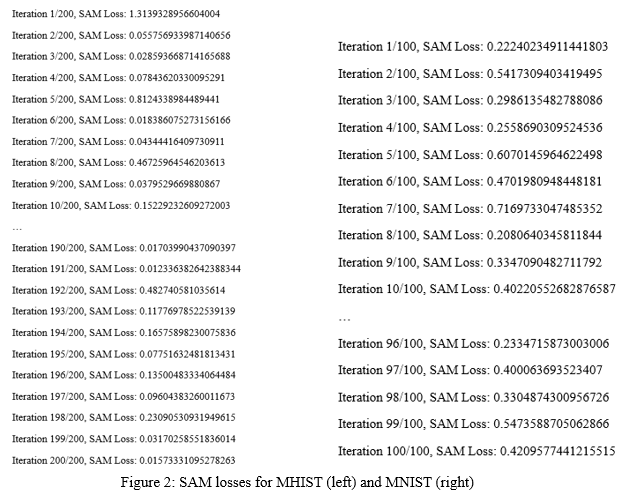 Iteration 1/200, SAM Loss: 1.3139328956604004
Iteration 2/200, SAM Loss: 0.055756933987140656
Iteration 3/200, SAM Loss: 0.028593668714165688
Iteration 4/200, SAM Loss: 0.07843620330095291
Iteration 5/200, SAM Loss: 0.8124338984489441
Iteration 6/200, SAM Loss: 0.018386075273156166
Iteration 7/200, SAM Loss: 0.04344416409730911
Iteration 8/200, SAM Loss: 0.46725964546203613
Iteration 9/200, SAM Loss: 0.0379529669880867
Iteration 10/200, SAM Loss: 0.15229232609272003
…
Iteration 190/200, SAM Loss: 0.01703990437090397
Iteration 191/200, SAM Loss: 0.012336382642388344
Iteration 192/200, SAM Loss: 0.482740581035614
Iteration 193/200, SAM Loss: 0.11776978522539139
Iteration 194/200, SAM Loss: 0.16575898230075836
Iteration 195/200, SAM Loss: 0.07751632481813431
Iteration 196/200, SAM Loss: 0.13500483334064484
Iteration 197/200, SAM Loss: 0.09604383260011673
Iteration 198/200, SAM Loss: 0.23090530931949615
Iteration 199/200, SAM Loss: 0.03170258551836014
Iteration 200/200, SAM Loss: 0.01573331095278263
Iteration 1/100, SAM Loss: 0.22240234911441803
Iteration 2/100, SAM Loss: 0.5417309403419495
Iteration 3/100, SAM Loss: 0.2986135482788086
Iteration 4/100, SAM Loss: 0.2558690309524536
Iteration 5/100, SAM Loss: 0.6070145964622498
Iteration 6/100, SAM Loss: 0.4701980948448181
Iteration 7/100, SAM Loss: 0.7169733047485352
Iteration 8/100, SAM Loss: 0.2080640345811844
Iteration 9/100, SAM Loss: 0.3347090482711792
Iteration 10/100, SAM Loss: 0.40220552682876587
…
Iteration 96/100, SAM Loss: 0.2334715873003006
Iteration 97/100, SAM Loss: 0.400063693523407
Iteration 98/100, SAM Loss: 0.3304874300956726
Iteration 99/100, SAM Loss: 0.5473588705062866
Iteration 100/100, SAM Loss: 0.4209577441215515
Figure 2: SAM losses for MHIST (left) and MNIST (right)